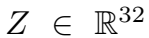 Z ∈ ℝ³²